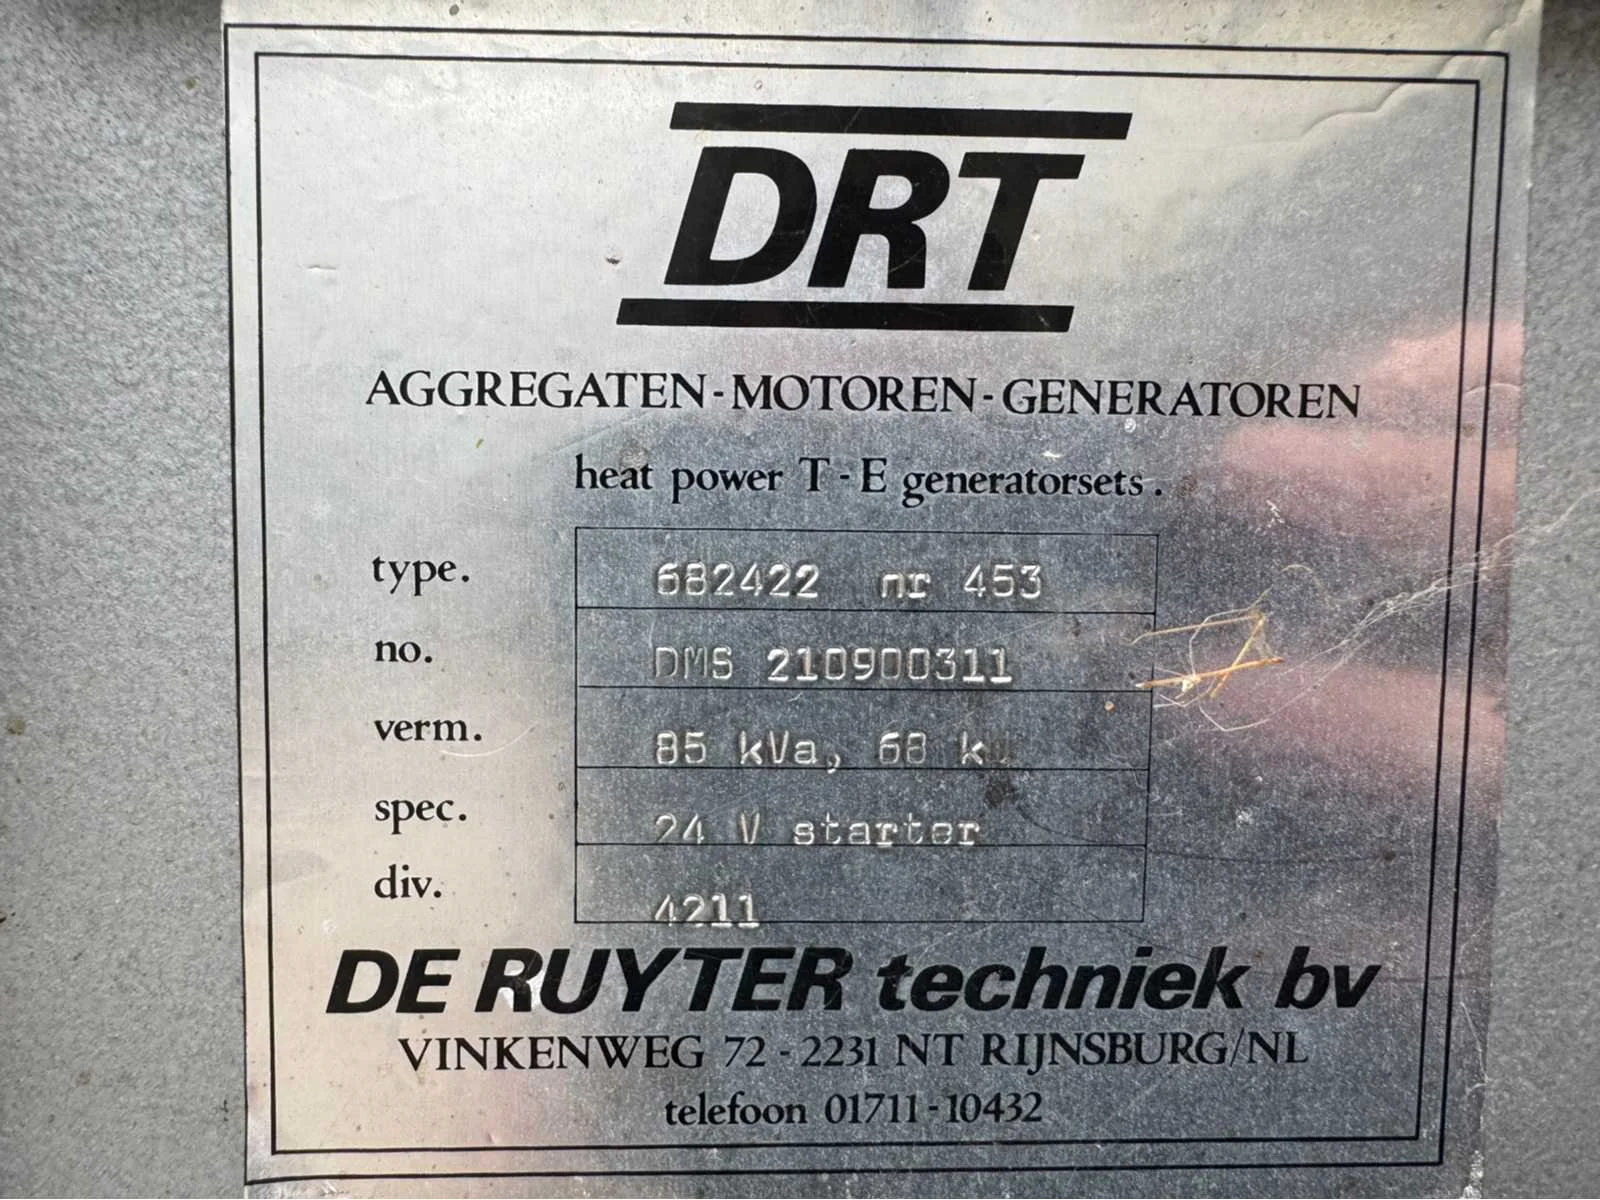 DRT
AGGREGATEN-MOTOREN-GENERATOREN
heat power T-E generatorsets.
type. 682422 nr 453
no. DMS 210900311
verm. 85 kVa, 68 k
spec. 24 V starter
div. 4211
DE RUYTER techniek bv
VINKENWEG 72-2231 NT RIJNSBURG/NL
telefoon 01711-10432